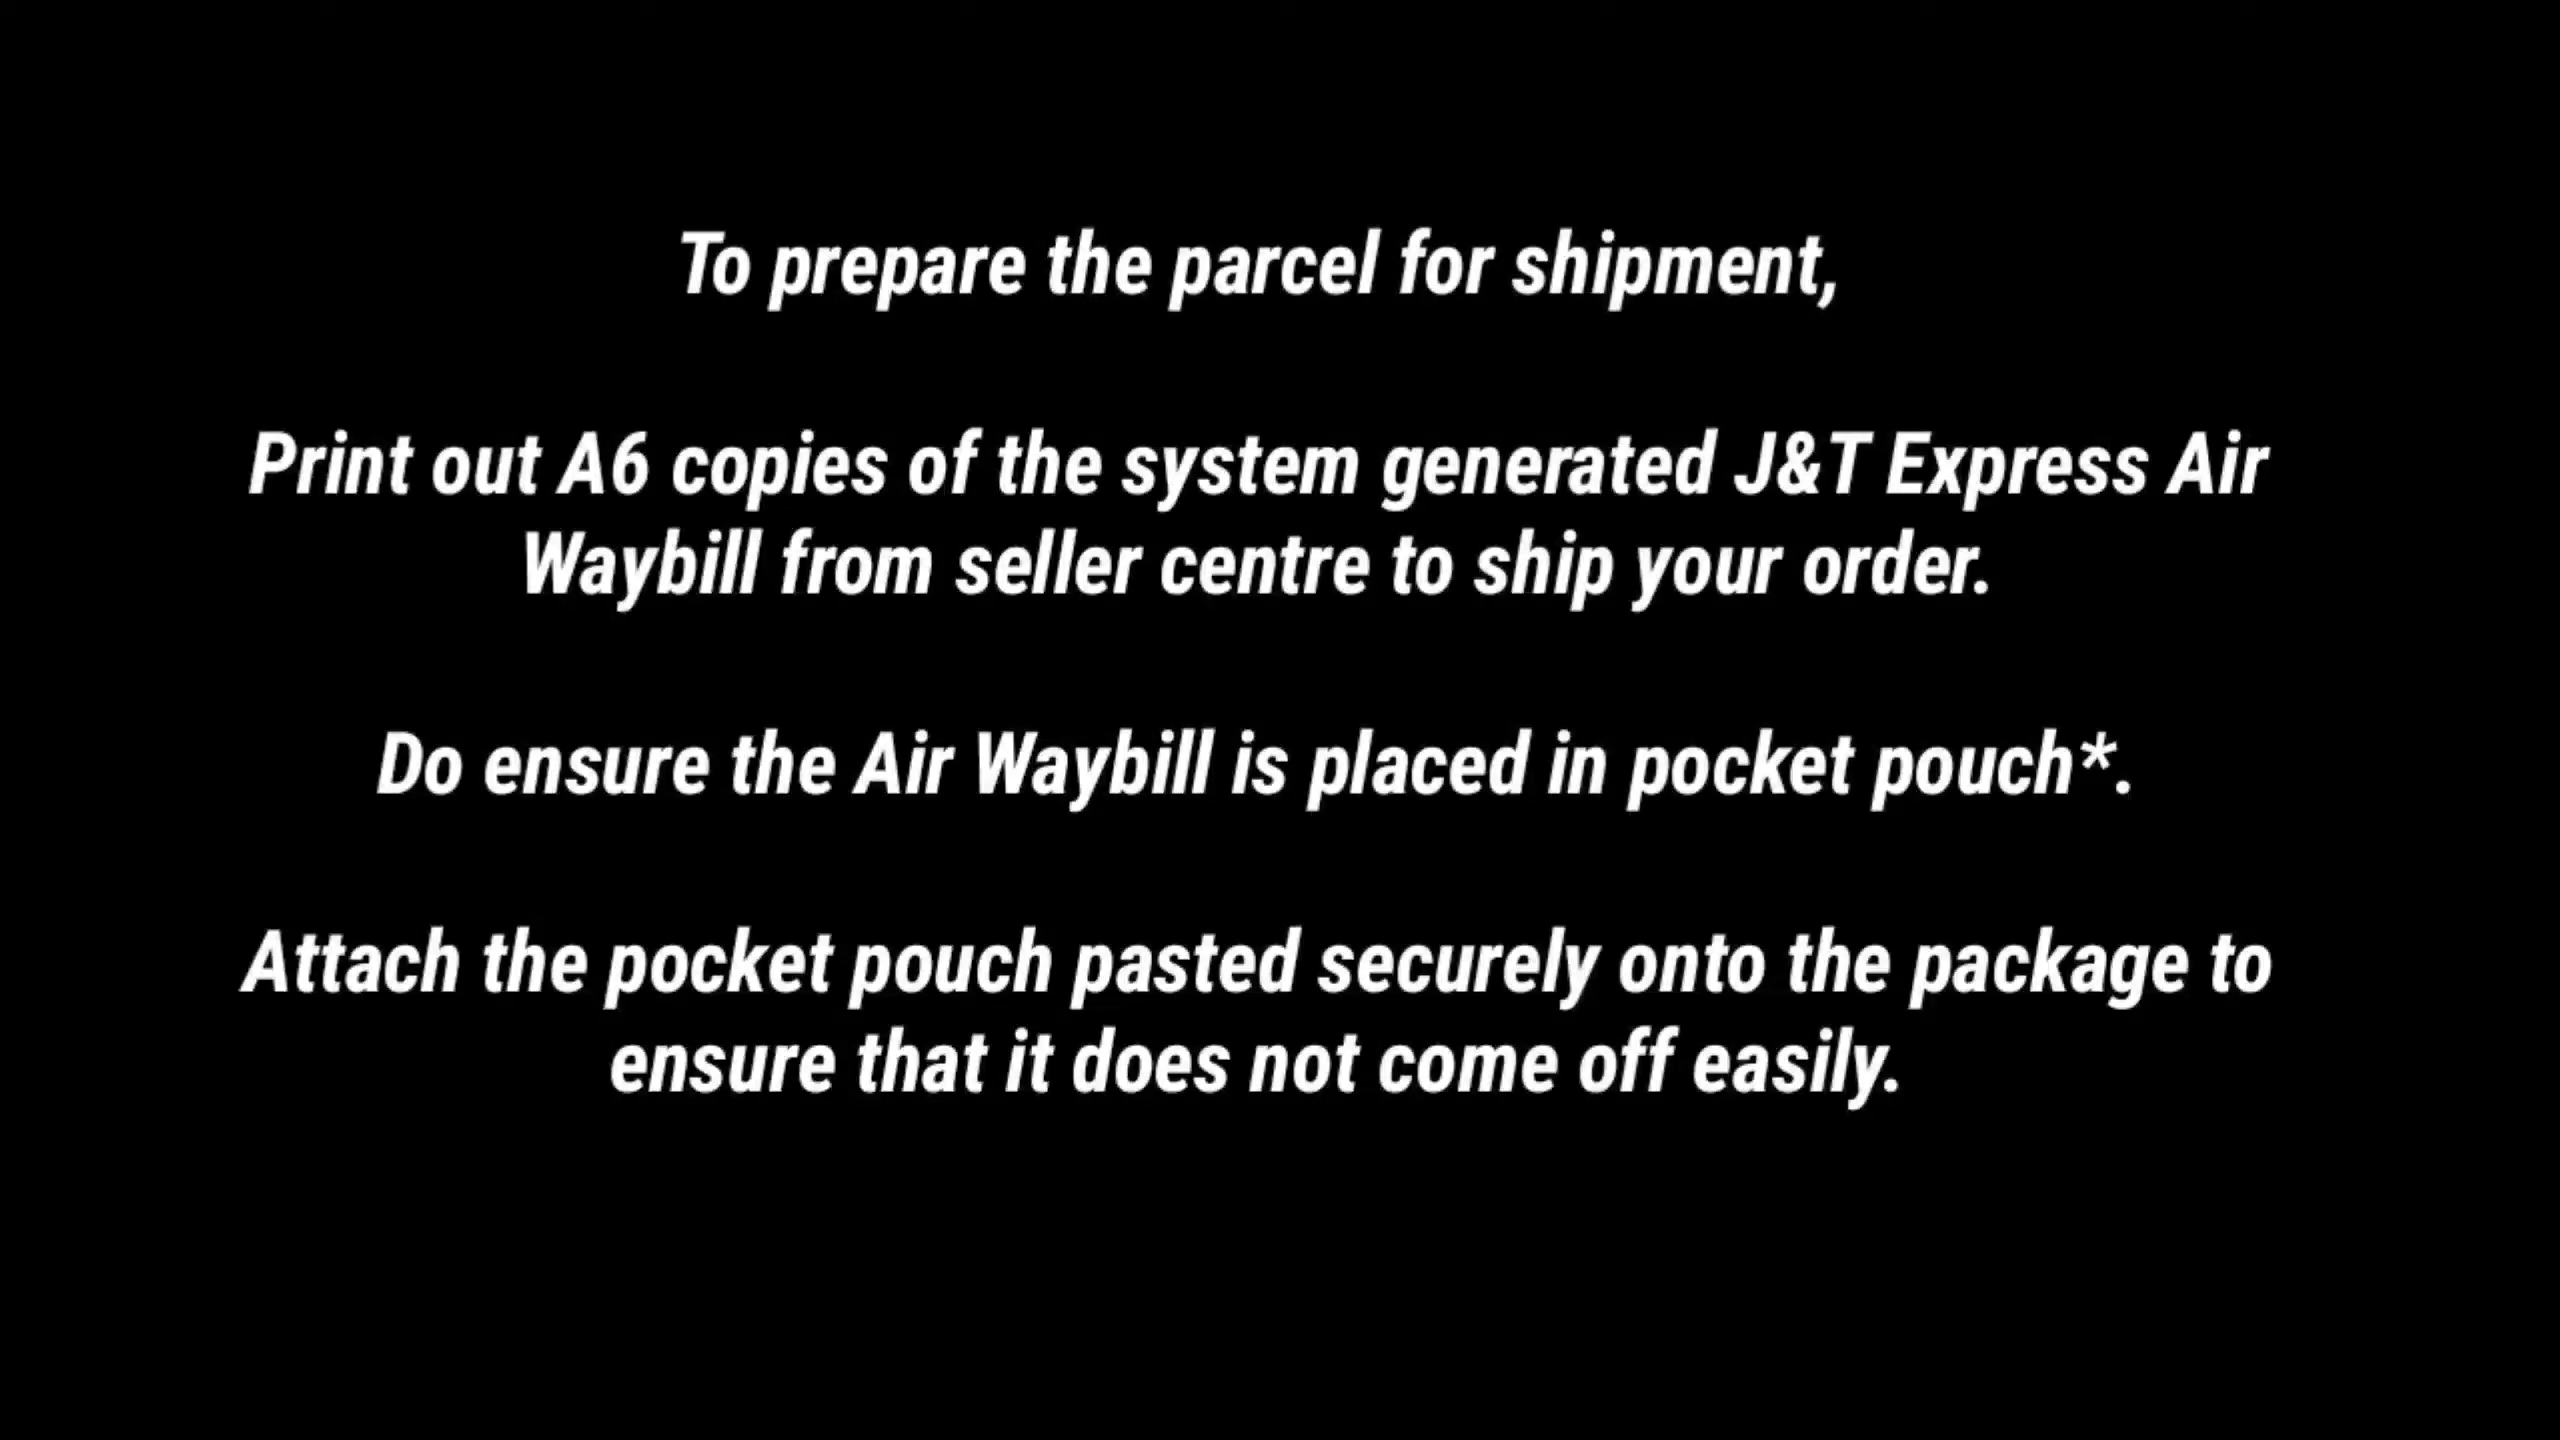 To prepare the parcel for shipment,
Print out A6 copies of the system generated J&T Express Air
Waybill from seller centre to ship your order.
Do ensure the Air Waybill is placed in pocket pouch*.
Attach the pocket pouch pasted securely onto the package to
ensure that it does not come off easily.